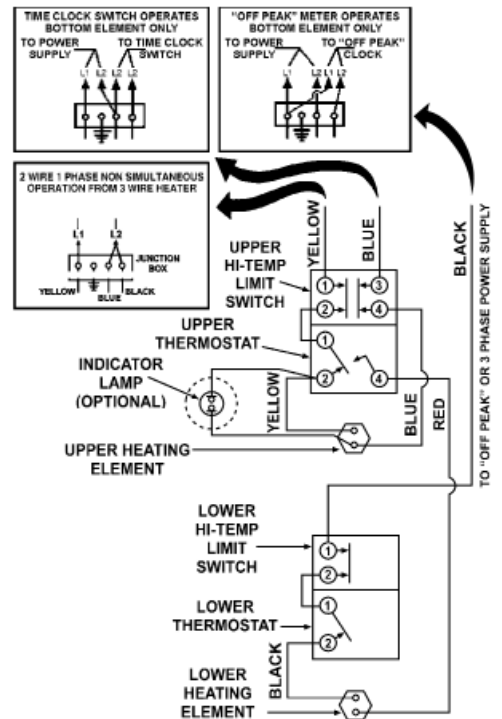 TIME CLOCK SWITCH OPERATES
BOTTOM ELEMENT ONLY
TO POWER
SUPPLY
TO TIME CLOCK
SWITCH
L1
L2
L1
L2
"OFF PEAK" METER OPERATES
BOTTOM ELEMENT ONLY
TO POWER
SUPPLY
TO "OFF PEAK"
CLOCK
L1
L2
L1
L2
2 WIRE 1 PHASE NON SIMULTANEOUS
OPERATION FROM 3 WIRE HEATER
L1
L2
JUNCTION
BOX
YELLOW
BLUE
BLACK
YELLOW
BLUE
BLACK
TO "OFF PEAK" OR 3 PHASE POWER SUPPLY
UPPER
HI-TEMP
LIMIT
SWITCH
1
3
2
4
UPPER
THERMOSTAT
1
2
4
INDICATOR
LAMP
(OPTIONAL)
YELLOW
BLUE
RED
UPPER HEATING
ELEMENT
LOWER
HI-TEMP
LIMIT
SWITCH
1
2
LOWER
THERMOSTAT
1
2
BLACK
LOWER
HEATING
ELEMENT